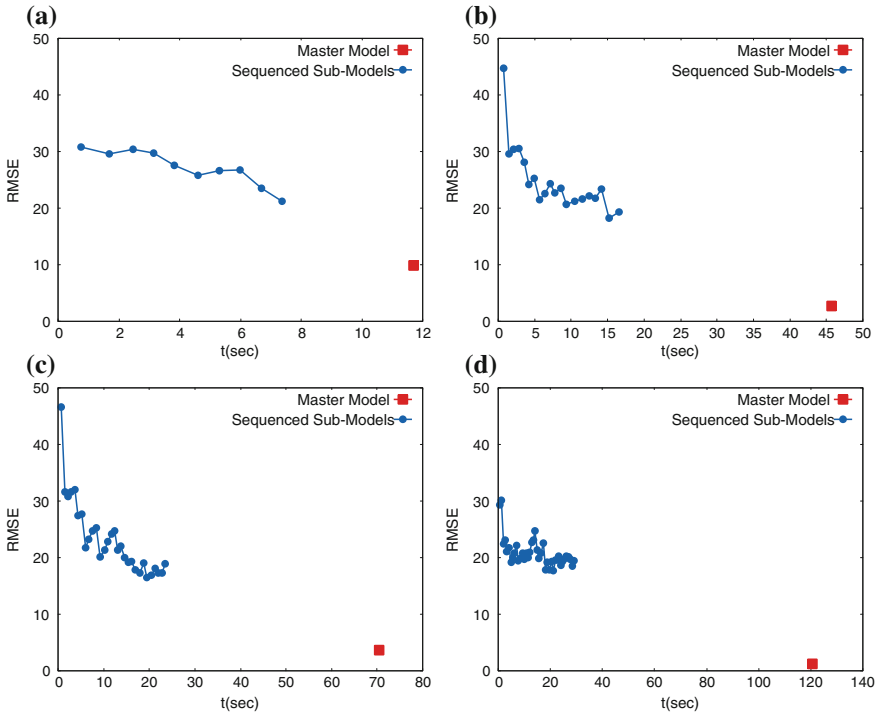 (a)
50
40
30
20
10
0
RMSE
0 2 4 6 8 10 12
t(sec)
Master Model
Sequenced Sub-Models
(b)
50
40
30
20
10
0
RMSE
0 5 10 15 20 25 30 35 40 45 50
t(sec)
Master Model
Sequenced Sub-Models
(c)
50
40
30
20
10
0
RMSE
0 10 20 30 40 50 60 70 80
t(sec)
Master Model
Sequenced Sub-Models
(d)
50
40
30
20
10
0
RMSE
0 20 40 60 80 100 120 140
t(sec)
Master Model
Sequenced Sub-Models